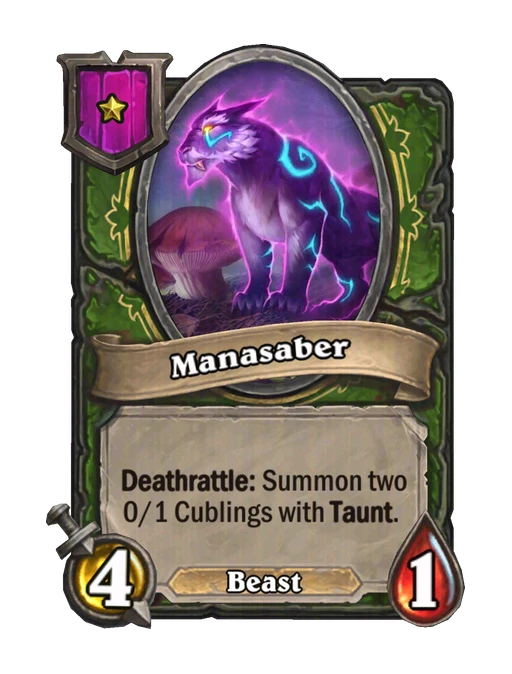 Manasaber
Deathrattle: Summon two
0/1 Cublings with Taunt.
4
Beast
1